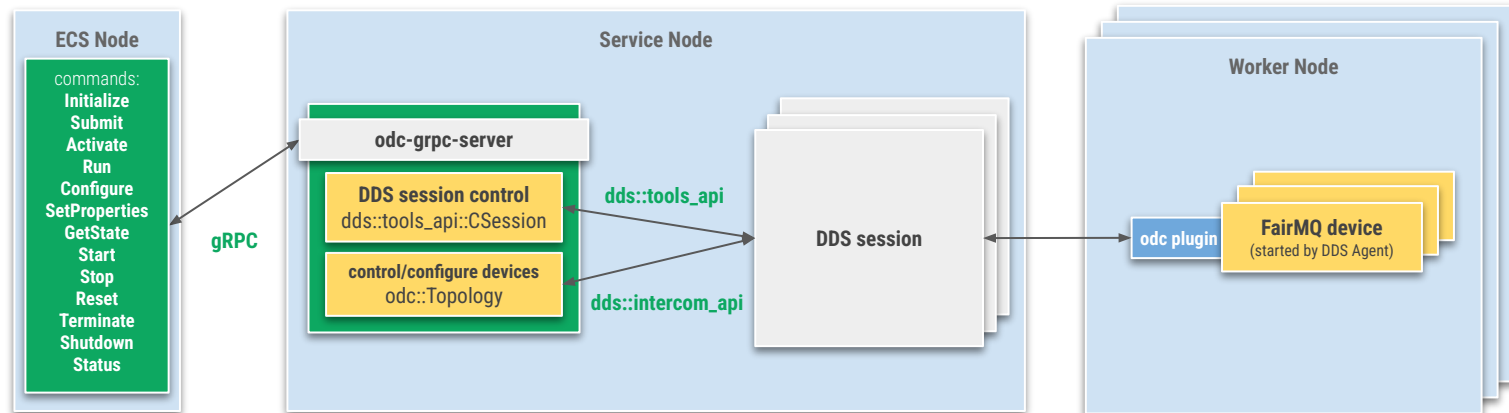 ECS Node
commands:
Initialize
Submit
Activate
Run
Configure
SetProperties
GetState
Start
Stop
Reset
Terminate
Shutdown
Status
gRPC
Service Node
odc-grpc-server
DDS session control
dds::tools_api::CSession
control/configure devices
odc::Topology
dds::tools_api
dds::intercom_api
DDS session
Worker Node
odc plugin
FairMQ device
(started by DDS Agent)